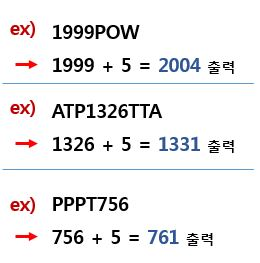 ex) 1999POW
→ 1999 + 5 = 2004 출력
ex) ATP1326TTA
→ 1326 + 5 = 1331 출력
ex) PPPT756
→ 756 + 5 = 761 출력